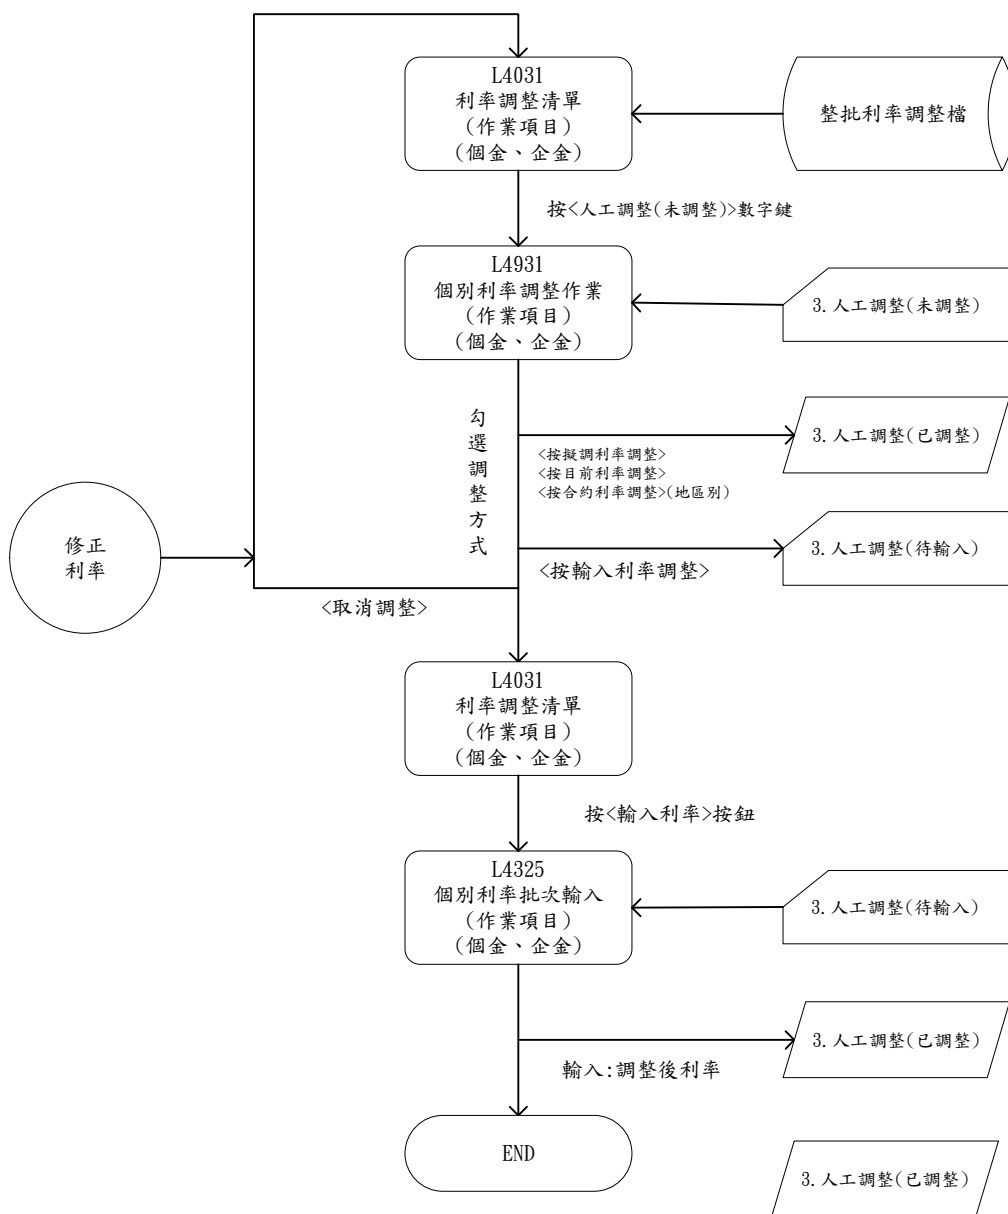 L4031
利率調整清單
(作業項目)
(個金、企金)
整批利率調整檔
按<人工調整(未調整)>數字鍵
L4931
個別利率調整作業
(作業項目)
(個金、企金)
3.人工調整(未調整)
勾選調整方式
3.人工調整(已調整)
<按擬調利率調整>
<按目前利率調整>
<按合約利率調整>(地區別)
修正
利率
3.人工調整(待輸入)
<按輸入利率調整>
<取消調整>
L4031
利率調整清單
(作業項目)
(個金、企金)
按<輸入利率>按鈕
L4325
個別利率批次輸入
(作業項目)
(個金、企金)
3.人工調整(待輸入)
3.人工調整(已調整)
輸入:調整後利率
END
3.人工調整(已調整)